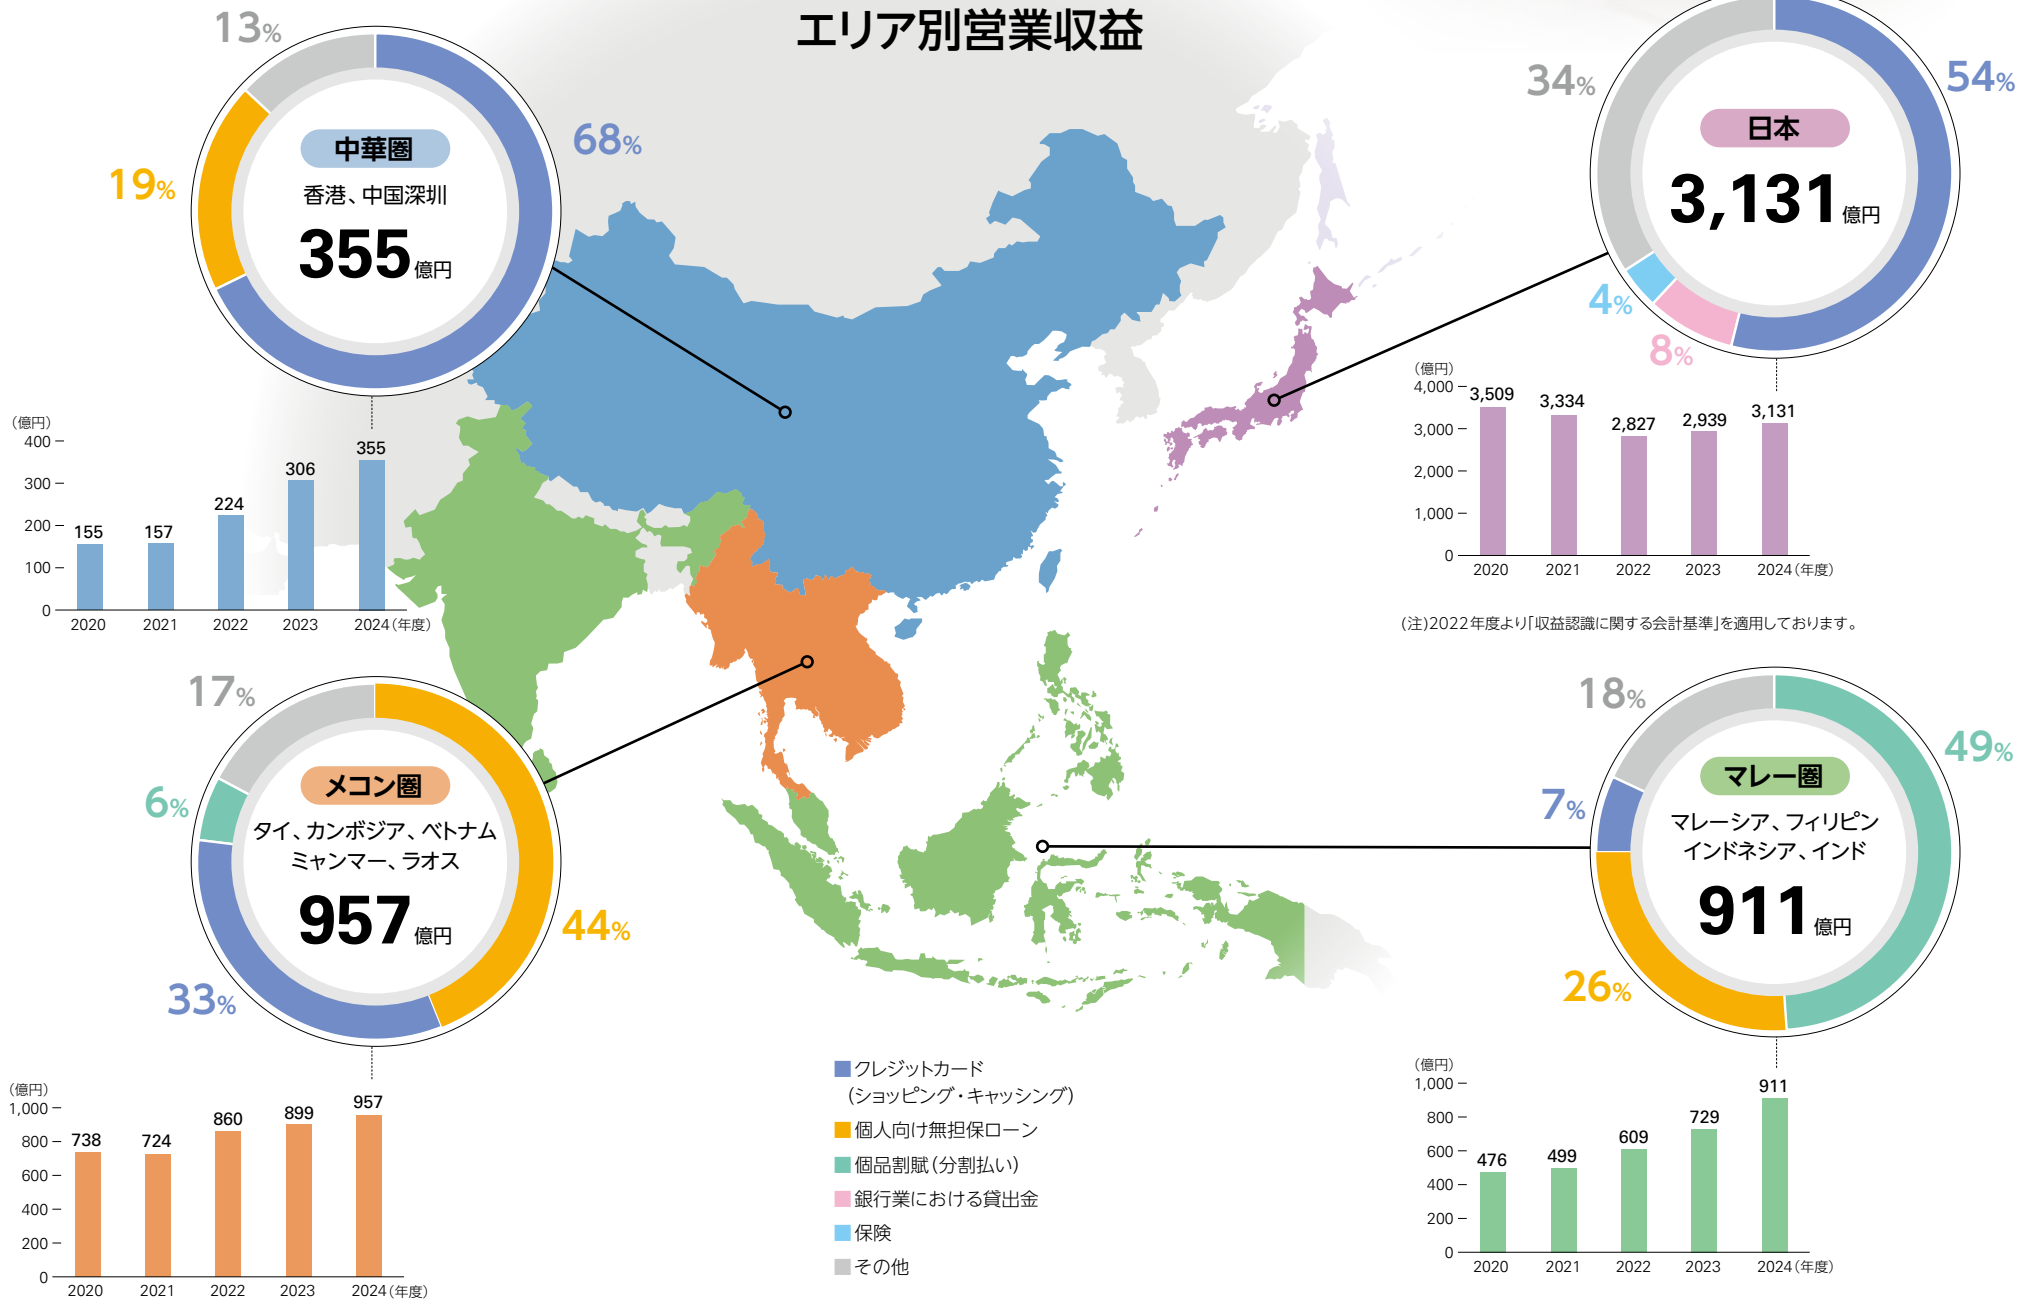 エリア別営業収益
13%
19%
68%
中華圏
香港、中国深圳
355億円
(億円)
400
300
200
100
0
155
157
224
306
355
2020
2021
2022
2023
2024(年度)
34%
54%
4%
8%
日本
3,131億円
(億円)
4,000
3,000
2,000
1,000
0
3,509
3,334
2,827
2,939
3,131
2020
2021
2022
2023
2024(年度)
(注)2022年度より「収益認識に関する会計基準」を適用しております。
17%
6%
33%
44%
メコン圏
タイ、カンボジア、ベトナム
ミャンマー、ラオス
957億円
(億円)
1,000
800
600
400
200
0
738
724
860
899
957
2020
2021
2022
2023
2024(年度)
18%
7%
26%
49%
マレー圏
マレーシア、フィリピン
インドネシア、インド
911億円
(億円)
1,000
800
600
400
200
0
476
499
609
729
911
2020
2021
2022
2023
2024(年度)
クレジットカード
(ショッピング・キャッシング)
個人向け無担保ローン
個品割賦(分割払い)
銀行業における貸出金
保険
その他